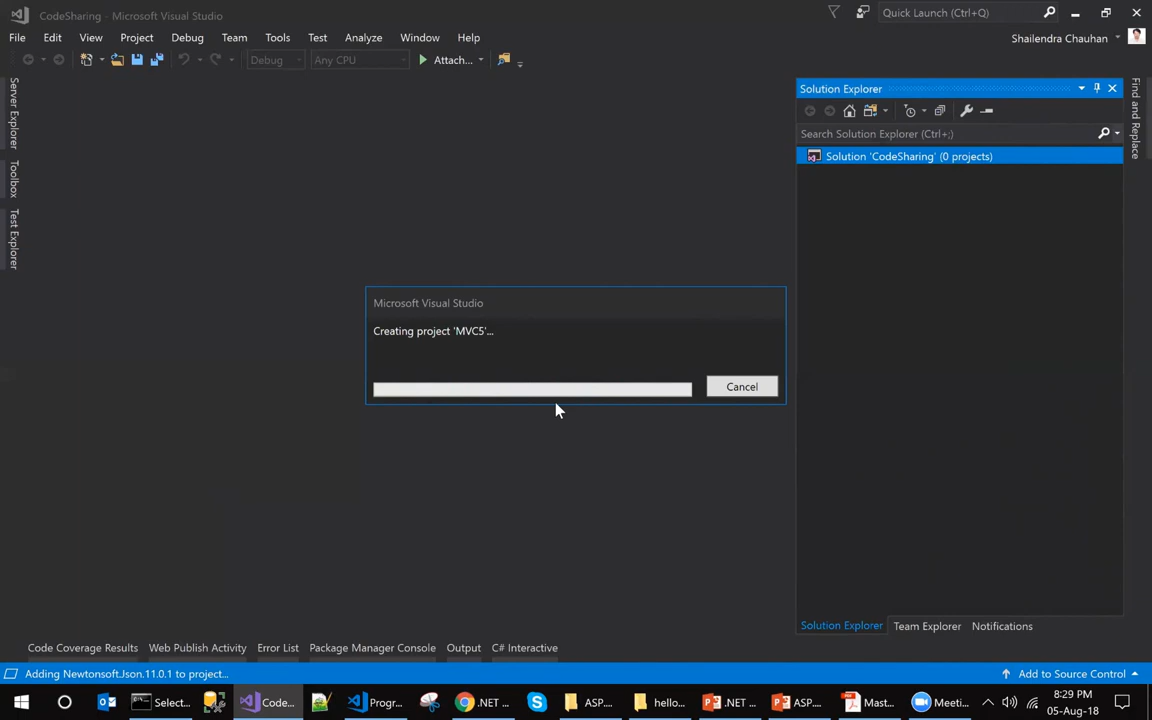 CodeSharing - Microsoft Visual Studio
Quick Launch (Ctrl+Q)
File Edit View Project Debug Team Tools Test Analyze Window Help
Shailendra Chauhan
Debug Any CPU Attach...
Server Explorer
Toolbox
Test Explorer
Solution Explorer
Search Solution Explorer (Ctrl+;)
Solution 'CodeSharing' (0 projects)
Find and Replace
Microsoft Visual Studio
Creating project 'MVC5'...
Cancel
Solution Explorer Team Explorer Notifications
Code Coverage Results Web Publish Activity Error List Package Manager Console Output C# Interactive
Adding Newtonsoft.Json.11.0.1 to project...
Add to Source Control
Select... Code... Progr... .NET ... ASP.... hello... .NET ... ASP.... Mast... Meeti...
8:29 PM
05-Aug-18